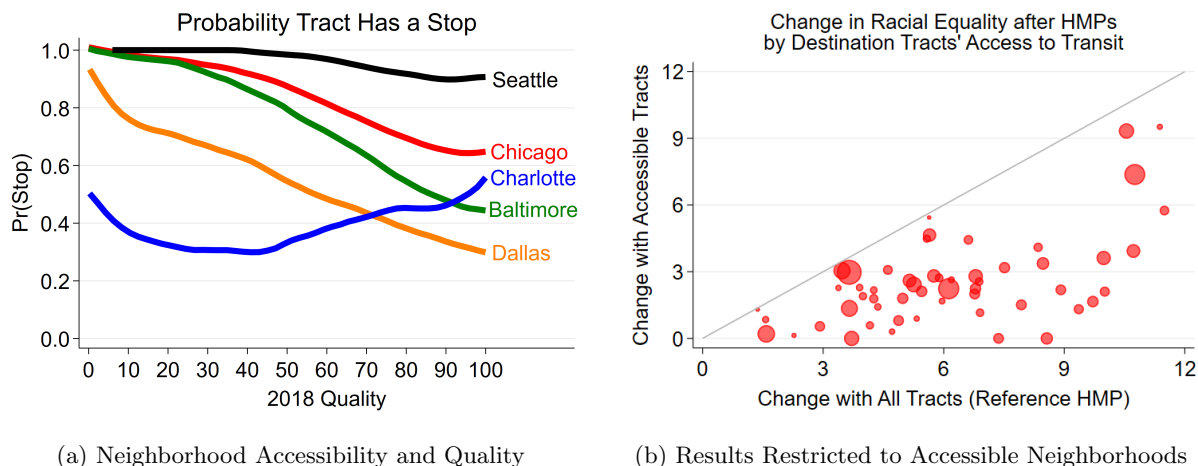 Probability Tract Has a Stop
Pr(Stop)
1.0
0.8
0.6
0.4
0.2
0.0
Seattle
Chicago
Charlotte
Baltimore
Dallas
0 10 20 30 40 50 60 70 80 90 100
2018 Quality
(a) Neighborhood Accessibility and Quality
Change in Racial Equality after HMPs
by Destination Tracts' Access to Transit
Change with Accessible Tracts
12
9
6
3
0
0 3 6 9 12
Change with All Tracts (Reference HMP)
(b) Results Restricted to Accessible Neighborhoods